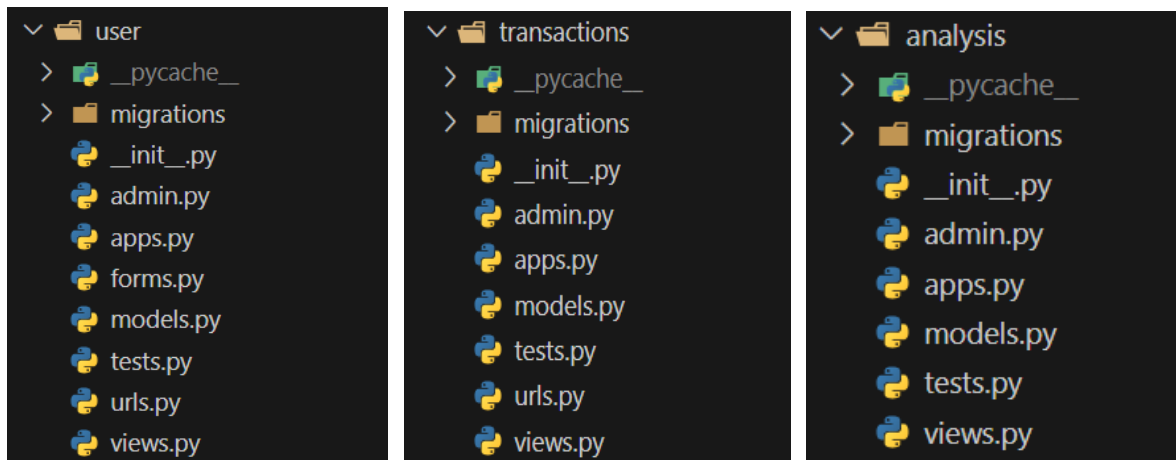 user
__pycache__
migrations
__init__.py
admin.py
apps.py
forms.py
models.py
tests.py
urls.py
views.py
transactions
__pycache__
migrations
__init__.py
admin.py
apps.py
models.py
tests.py
urls.py
views.py
analysis
__pycache__
migrations
__init__.py
admin.py
apps.py
models.py
tests.py
views.py